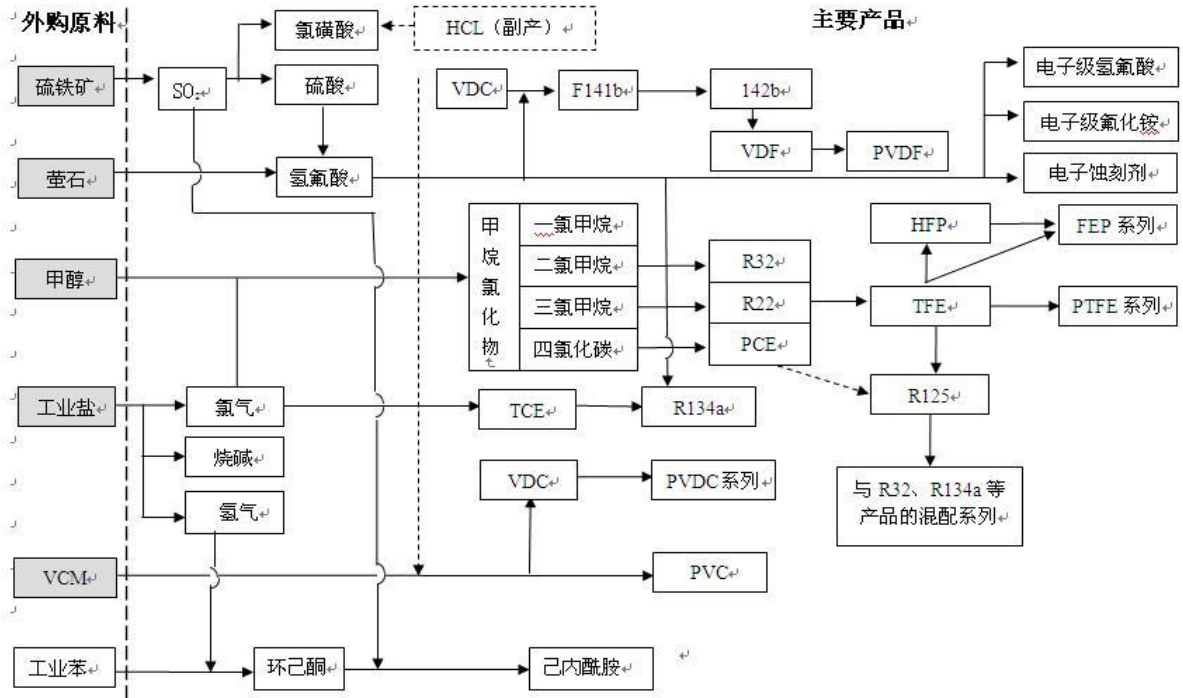 外购原料
主要产品
氯磺酸
HCL（副产）
硫铁矿
SO₂
硫酸
VDC
F141b
142b
电子级氢氟酸
电子级氟化铵
VDF
PVDF
萤石
氢氟酸
电子蚀刻剂
甲烷氯化物
一氯甲烷
二氯甲烷
三氯甲烷
四氯化碳
R32
R22
PCE
HFP
FEP 系列
甲醇
TFE
PTFE 系列
工业盐
氯气
TCE
R134a
R125
烧碱
氢气
VDC
PVDC 系列
与 R32、R134a 等
产品的混配系列
VCM
PVC
工业苯
环己酮
己内酰胺